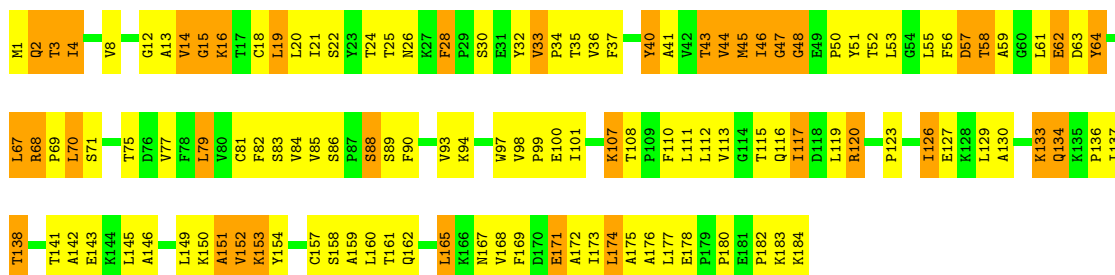 M1 Q2 T3 I4 V8 G12 A13 V14 G15 K16 T17 C18 L19 L20 I21 S22 Y23 T24 T25 N26 K27 F28 P29 S30 E31 Y32 V33 P34 T35 V36 F37 Y40 A41 V42 T43 V44 M45 I46 G47 G48 E49 P50 Y51 T52 L53 G54 L55 F56 D57 T58 A59 G60 L61 E62 D63 Y64
L67 R68 P69 L70 S71 T75 D76 V77 F78 L79 V80 C81 F82 S83 V84 V85 S86 P87 S88 S89 F90 V93 K94 W97 V98 P99 E100 I101 K107 T108 P109 F110 L111 L112 V113 G114 T115 Q116 I117 D118 L119 R120 P123 I126 E127 K128 L129 A130 K133 Q134 K135 P136 I137
T138 T141 A142 E143 K144 L145 A146 L149 K150 A151 V152 K153 Y154 C157 S158 A159 L160 T161 Q162 L165 K166 N167 V168 F169 D170 E171 A172 I173 L174 A175 A176 L177 E178 P179 P180 E181 P182 K183 K184